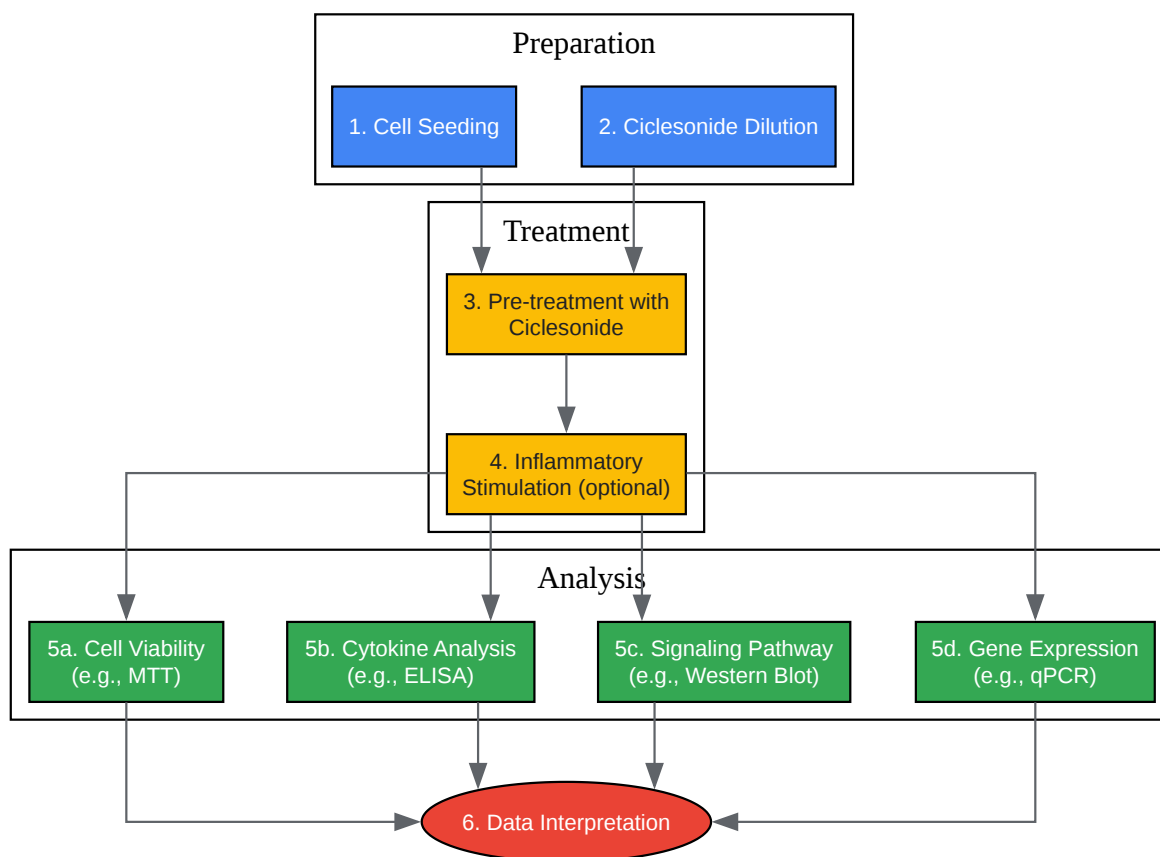 Preparation
1. Cell Seeding
2. Ciclesonide Dilution
Treatment
3. Pre-treatment with
Ciclesonide
4. Inflammatory
Stimulation (optional)
Analysis
5a. Cell Viability
(e.g., MTT)
5b. Cytokine Analysis
(e.g., ELISA)
5c. Signaling Pathway
(e.g., Western Blot)
5d. Gene Expression
(e.g., qPCR)
6. Data Interpretation